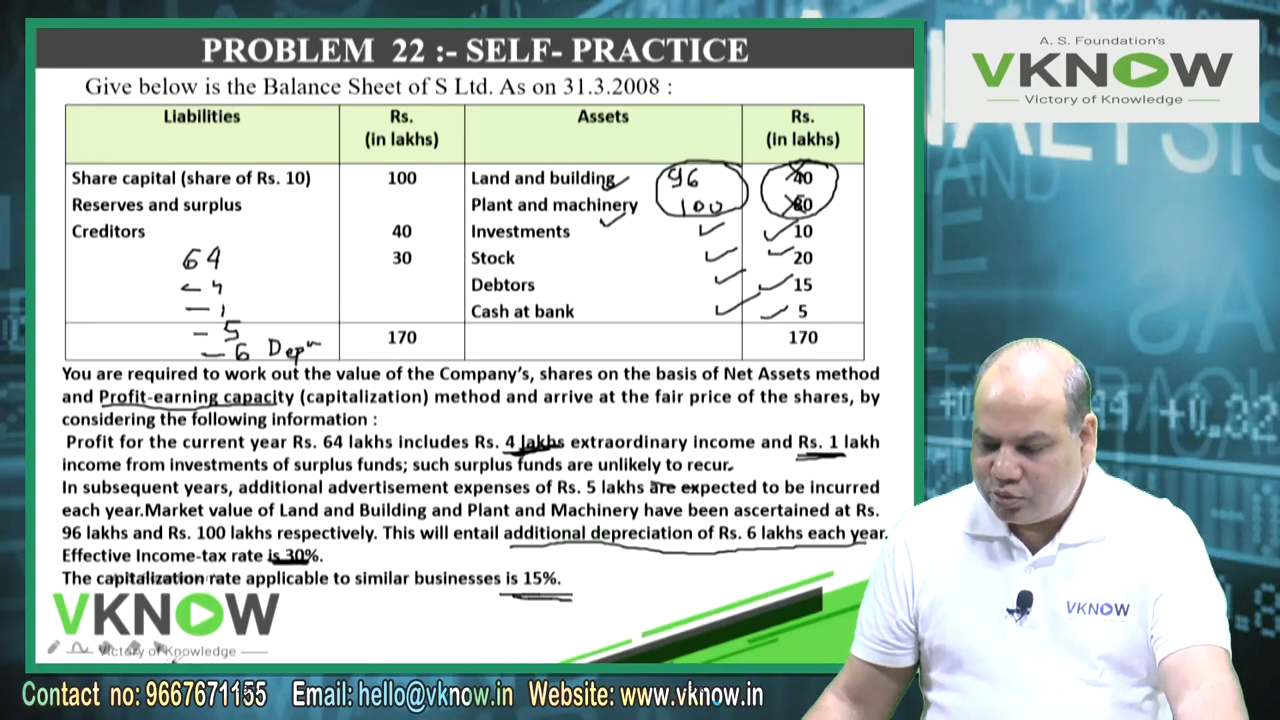 PROBLEM 22 :- SELF- PRACTICE
A. S. Foundation's
VKNOW
Victory of Knowledge
Give below is the Balance Sheet of S Ltd. As on 31.3.2008 :
Liabilities Rs. (in lakhs) Assets Rs. (in lakhs)
Share capital (share of Rs. 10) 100 Land and building 96 40
Reserves and surplus Plant and machinery 100 80
Creditors 40 Investments 10
64 30 Stock 20
- 4 Debtors 15
- 1 Cash at bank 5
- 5 170 170
- 6 Depn
You are required to work out the value of the Company's, shares on the basis of Net Assets method
and Profit-earning capacity (capitalization) method and arrive at the fair price of the shares, by
considering the following information :
Profit for the current year Rs. 64 lakhs includes Rs. 4 lakhs extraordinary income and Rs. 1 lakh
income from investments of surplus funds; such surplus funds are unlikely to recur.
In subsequent years, additional advertisement expenses of Rs. 5 lakhs are expected to be incurred
each year.Market value of Land and Building and Plant and Machinery have been ascertained at Rs.
96 lakhs and Rs. 100 lakhs respectively. This will entail additional depreciation of Rs. 6 lakhs each year.
Effective Income-tax rate is 30%.
The capitalization rate applicable to similar businesses is 15%.
VKNOW
Victory of Knowledge
VKNOW
Contact no: 9667671155 Email: hello@vknow.in Website: www.vknow.in